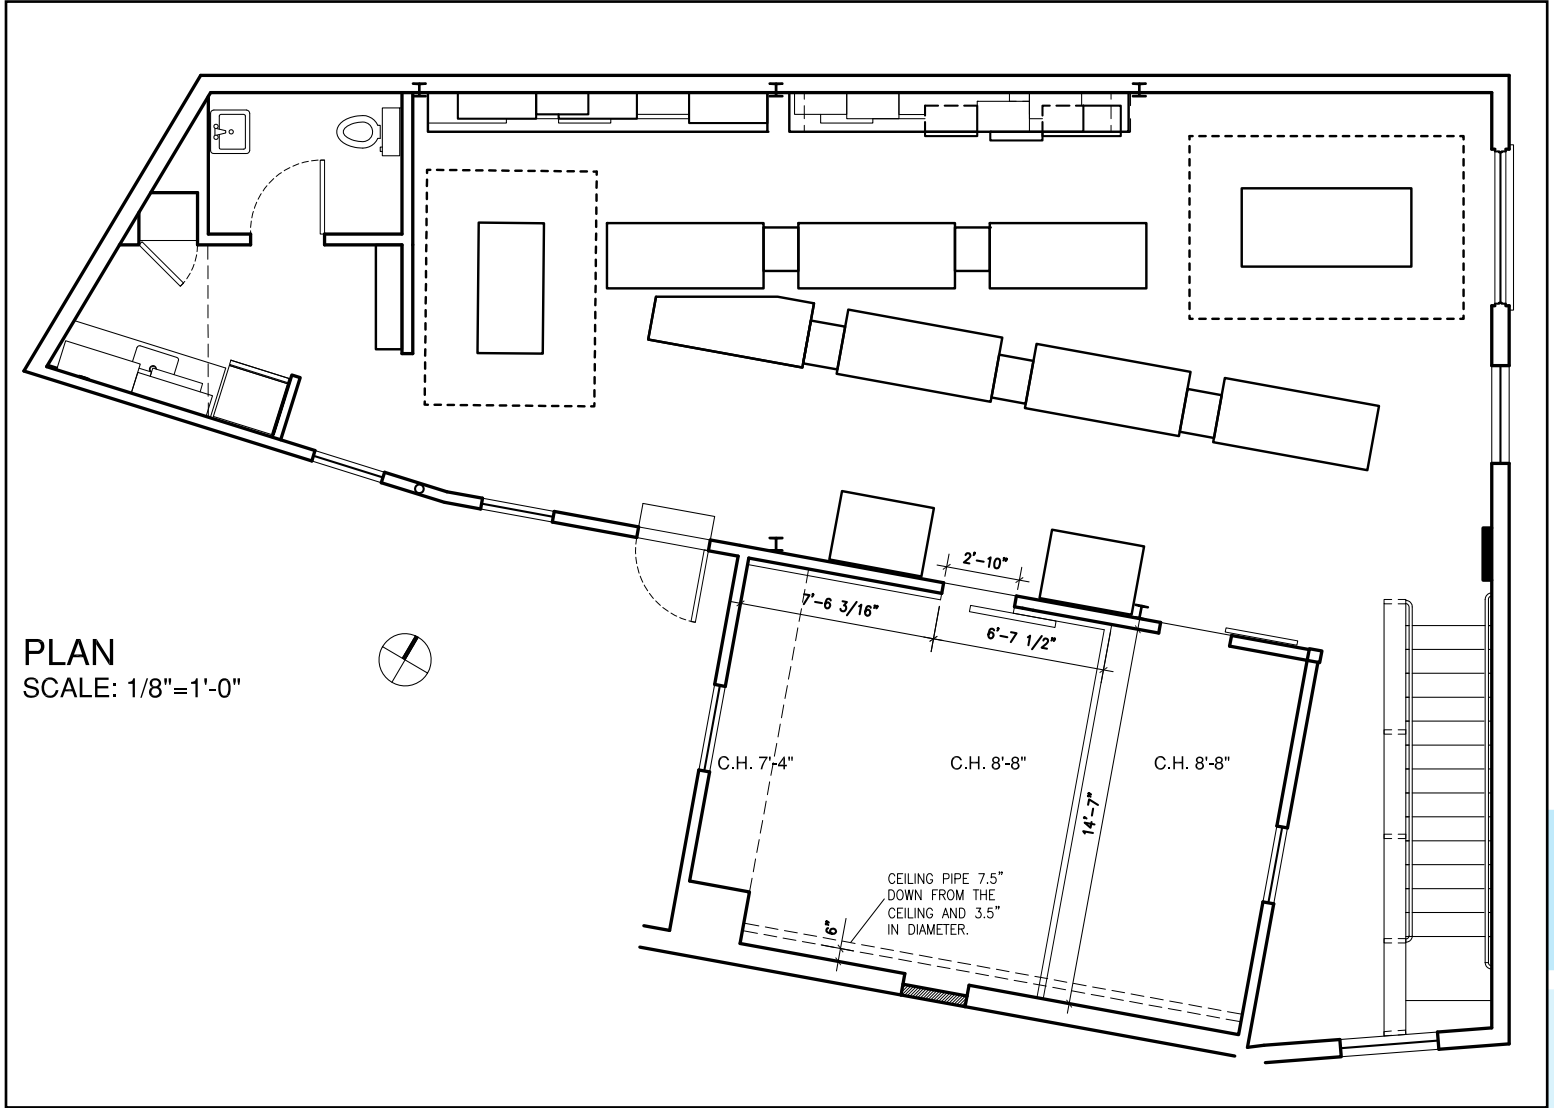 2'-10"
7'-6 3/16"
6'-7 1/2"
PLAN
SCALE: 1/8"=1'-0"
C.H. 7'-4"
C.H. 8'-8"
C.H. 8'-8"
14'-7"
CEILING PIPE 7.5"
DOWN FROM THE
CEILING AND 3.5"
IN DIAMETER.
6"